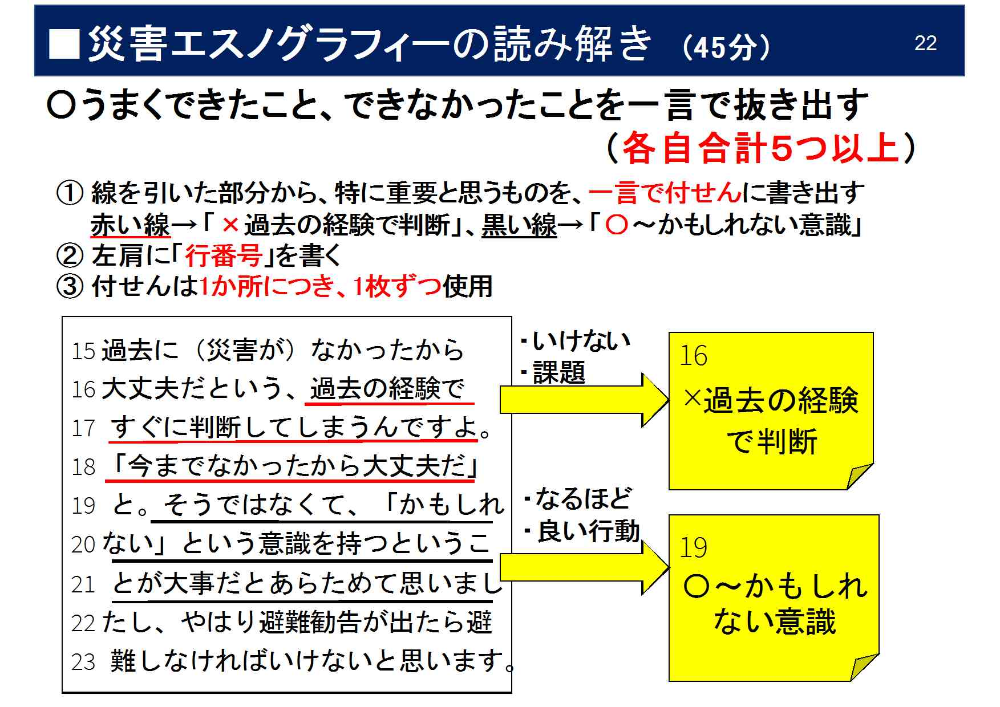 ■災害エスノグラフィーの読み解き（45分）
22
〇うまくできたこと、できなかったことを一言で抜き出す
（各自合計５つ以上）
① 線を引いた部分から、特に重要と思うものを、一言で付せんに書き出す
赤い線→「×過去の経験で判断」、黒い線→「〇～かもしれない意識」
② 左肩に「行番号」を書く
③ 付せんは1か所につき、1枚ずつ使用
15 過去に（災害が）なかったから
16 大丈夫だという、過去の経験で
17 すぐに判断してしまうんですよ。
18 「今までなかったから大丈夫だ」
19 と。そうではなくて、「かもしれ
20 ない」という意識を持つというこ
21 とが大事だとあらためて思いまし
22 たし、やはり避難勧告が出たら避
23 難しなければいけないと思います。
・いけない
・課題
16
×過去の経験
で判断
・なるほど
・良い行動
19
〇～かもしれ
ない意識